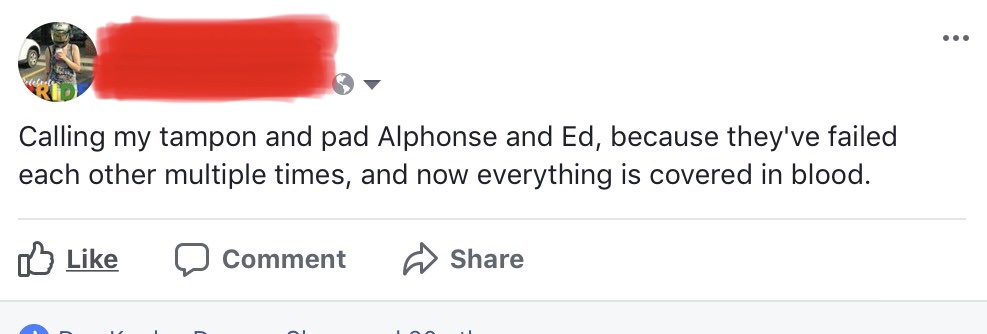 Calling my tampon and pad Alphonse and Ed, because they've failed
each other multiple times, and now everything is covered in blood.
Like Comment Share